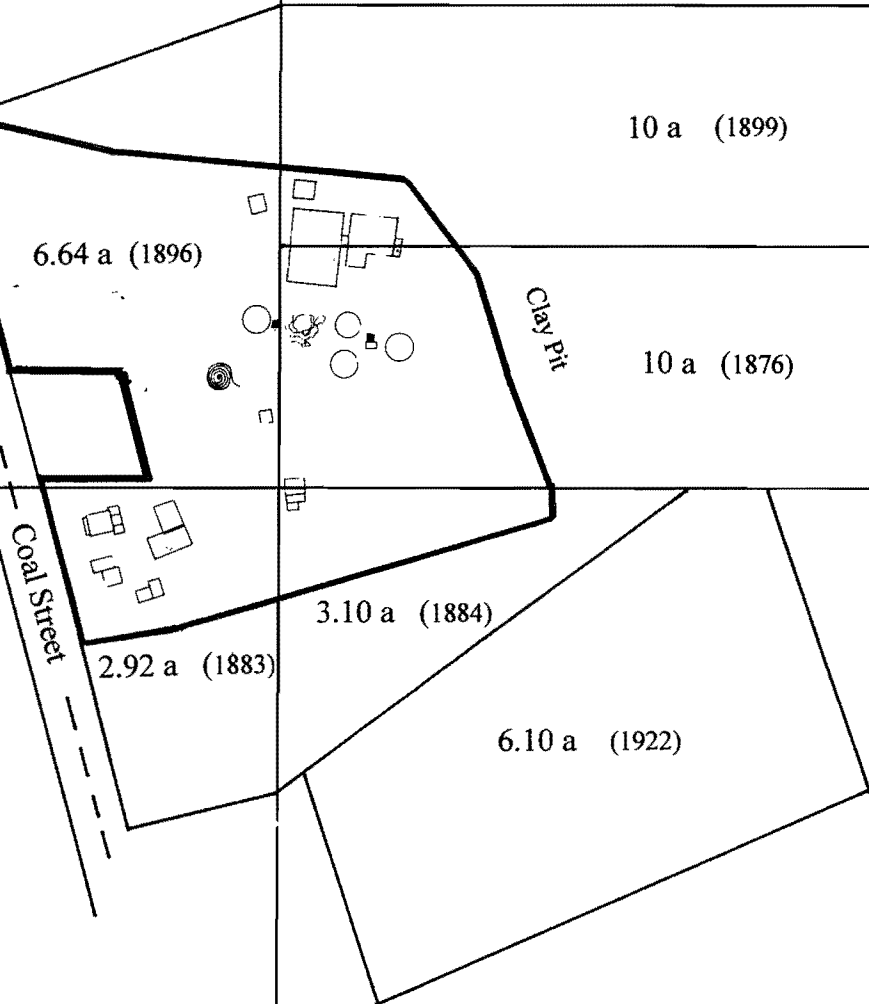 10 a (1899)
6.64 a (1896)
Clay Pit
10 a (1876)
Coal Street
3.10 a (1884)
2.92 a (1883)
6.10 a (1922)